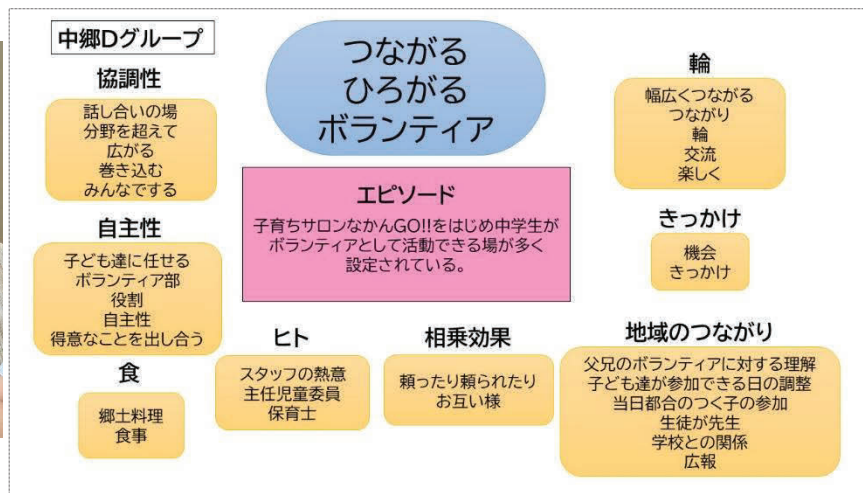 中郷Dグループ
つながる
ひろがる
ボランティア
協調性
話し合いの場
分野を超えて
広がる
巻き込む
みんなでする
輪
幅広くつながる
つながり
輪
交流
楽しく
エピソード
子育ちサロンなかんGO!!をはじめ中学生が
ボランティアとして活動できる場が多く
設定されている。
自主性
子ども達に任せる
ボランティア部
役割
自主性
得意なことを出し合う
きっかけ
機会
きっかけ
食
郷土料理
食事
ヒト
スタッフの熱意
主任児童委員
保育士
相乗効果
頼ったり頼られたり
お互い様
地域のつながり
父兄のボランティアに対する理解
子ども達が参加できる日の調整
当日都合のつく子の参加
生徒が先生
学校との関係
広報